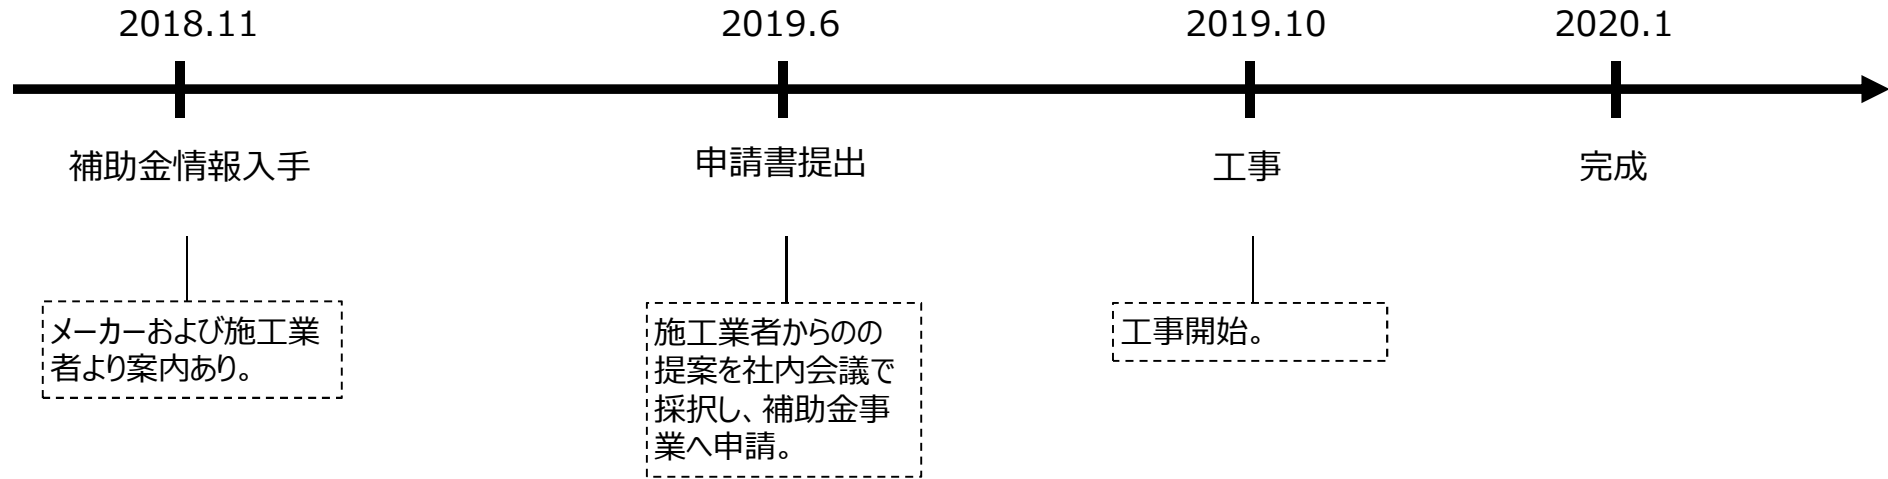 2018.11
2019.6
2019.10
2020.1
補助金情報入手
申請書提出
工事
完成
メーカーおよび施工業
者より案内あり。
施工業者からのの
提案を社内会議で
採択し、補助金事
業へ申請。
工事開始。